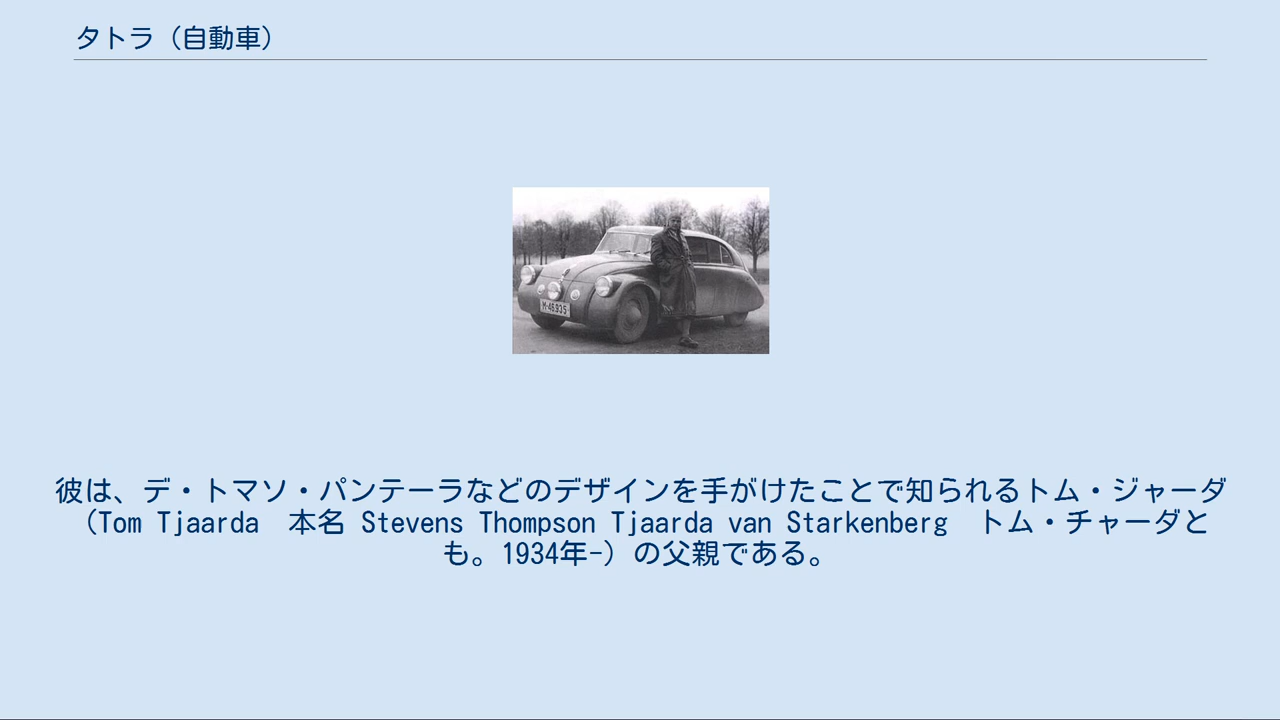 タトラ（自動車）
M-46835
彼は、デ・トマソ・パンテーラなどのデザインを手がけたことで知られるトム・ジャーダ
（Tom Tjaarda　本名 Stevens Thompson Tjaarda van Starkenberg　トム・チャーダと
も。1934年-）の父親である。